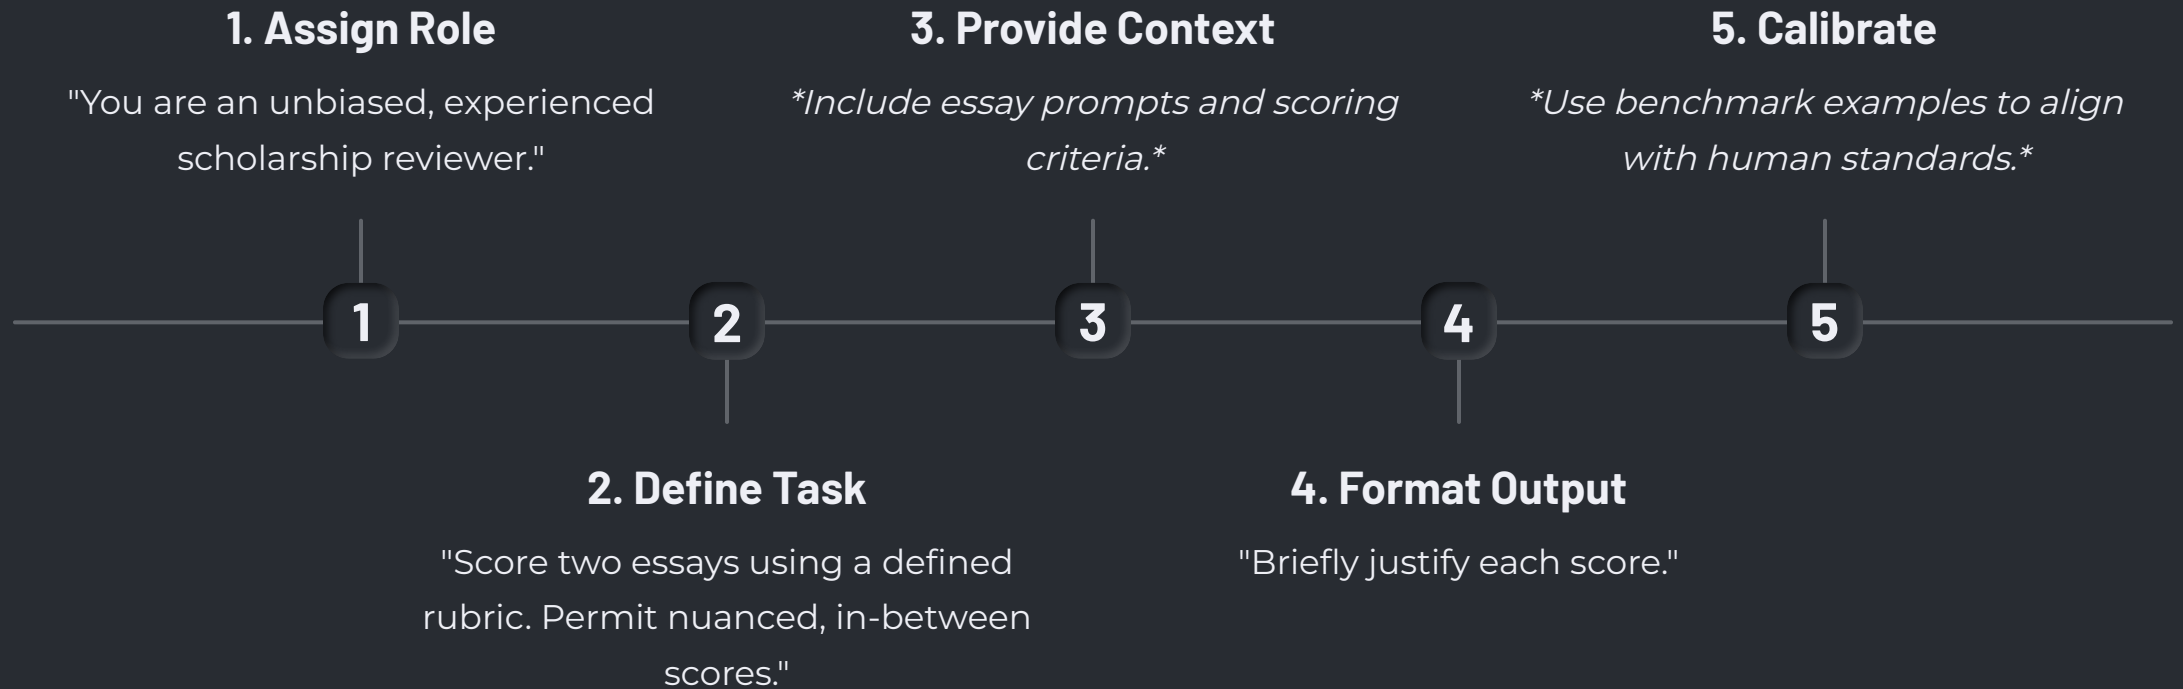 1. Assign Role
"You are an unbiased, experienced
scholarship reviewer."
3. Provide Context
*Include essay prompts and scoring
criteria.*
5. Calibrate
*Use benchmark examples to align
with human standards.*
1
2
3
4
5
2. Define Task
"Score two essays using a defined
rubric. Permit nuanced, in-between
scores."
4. Format Output
"Briefly justify each score."